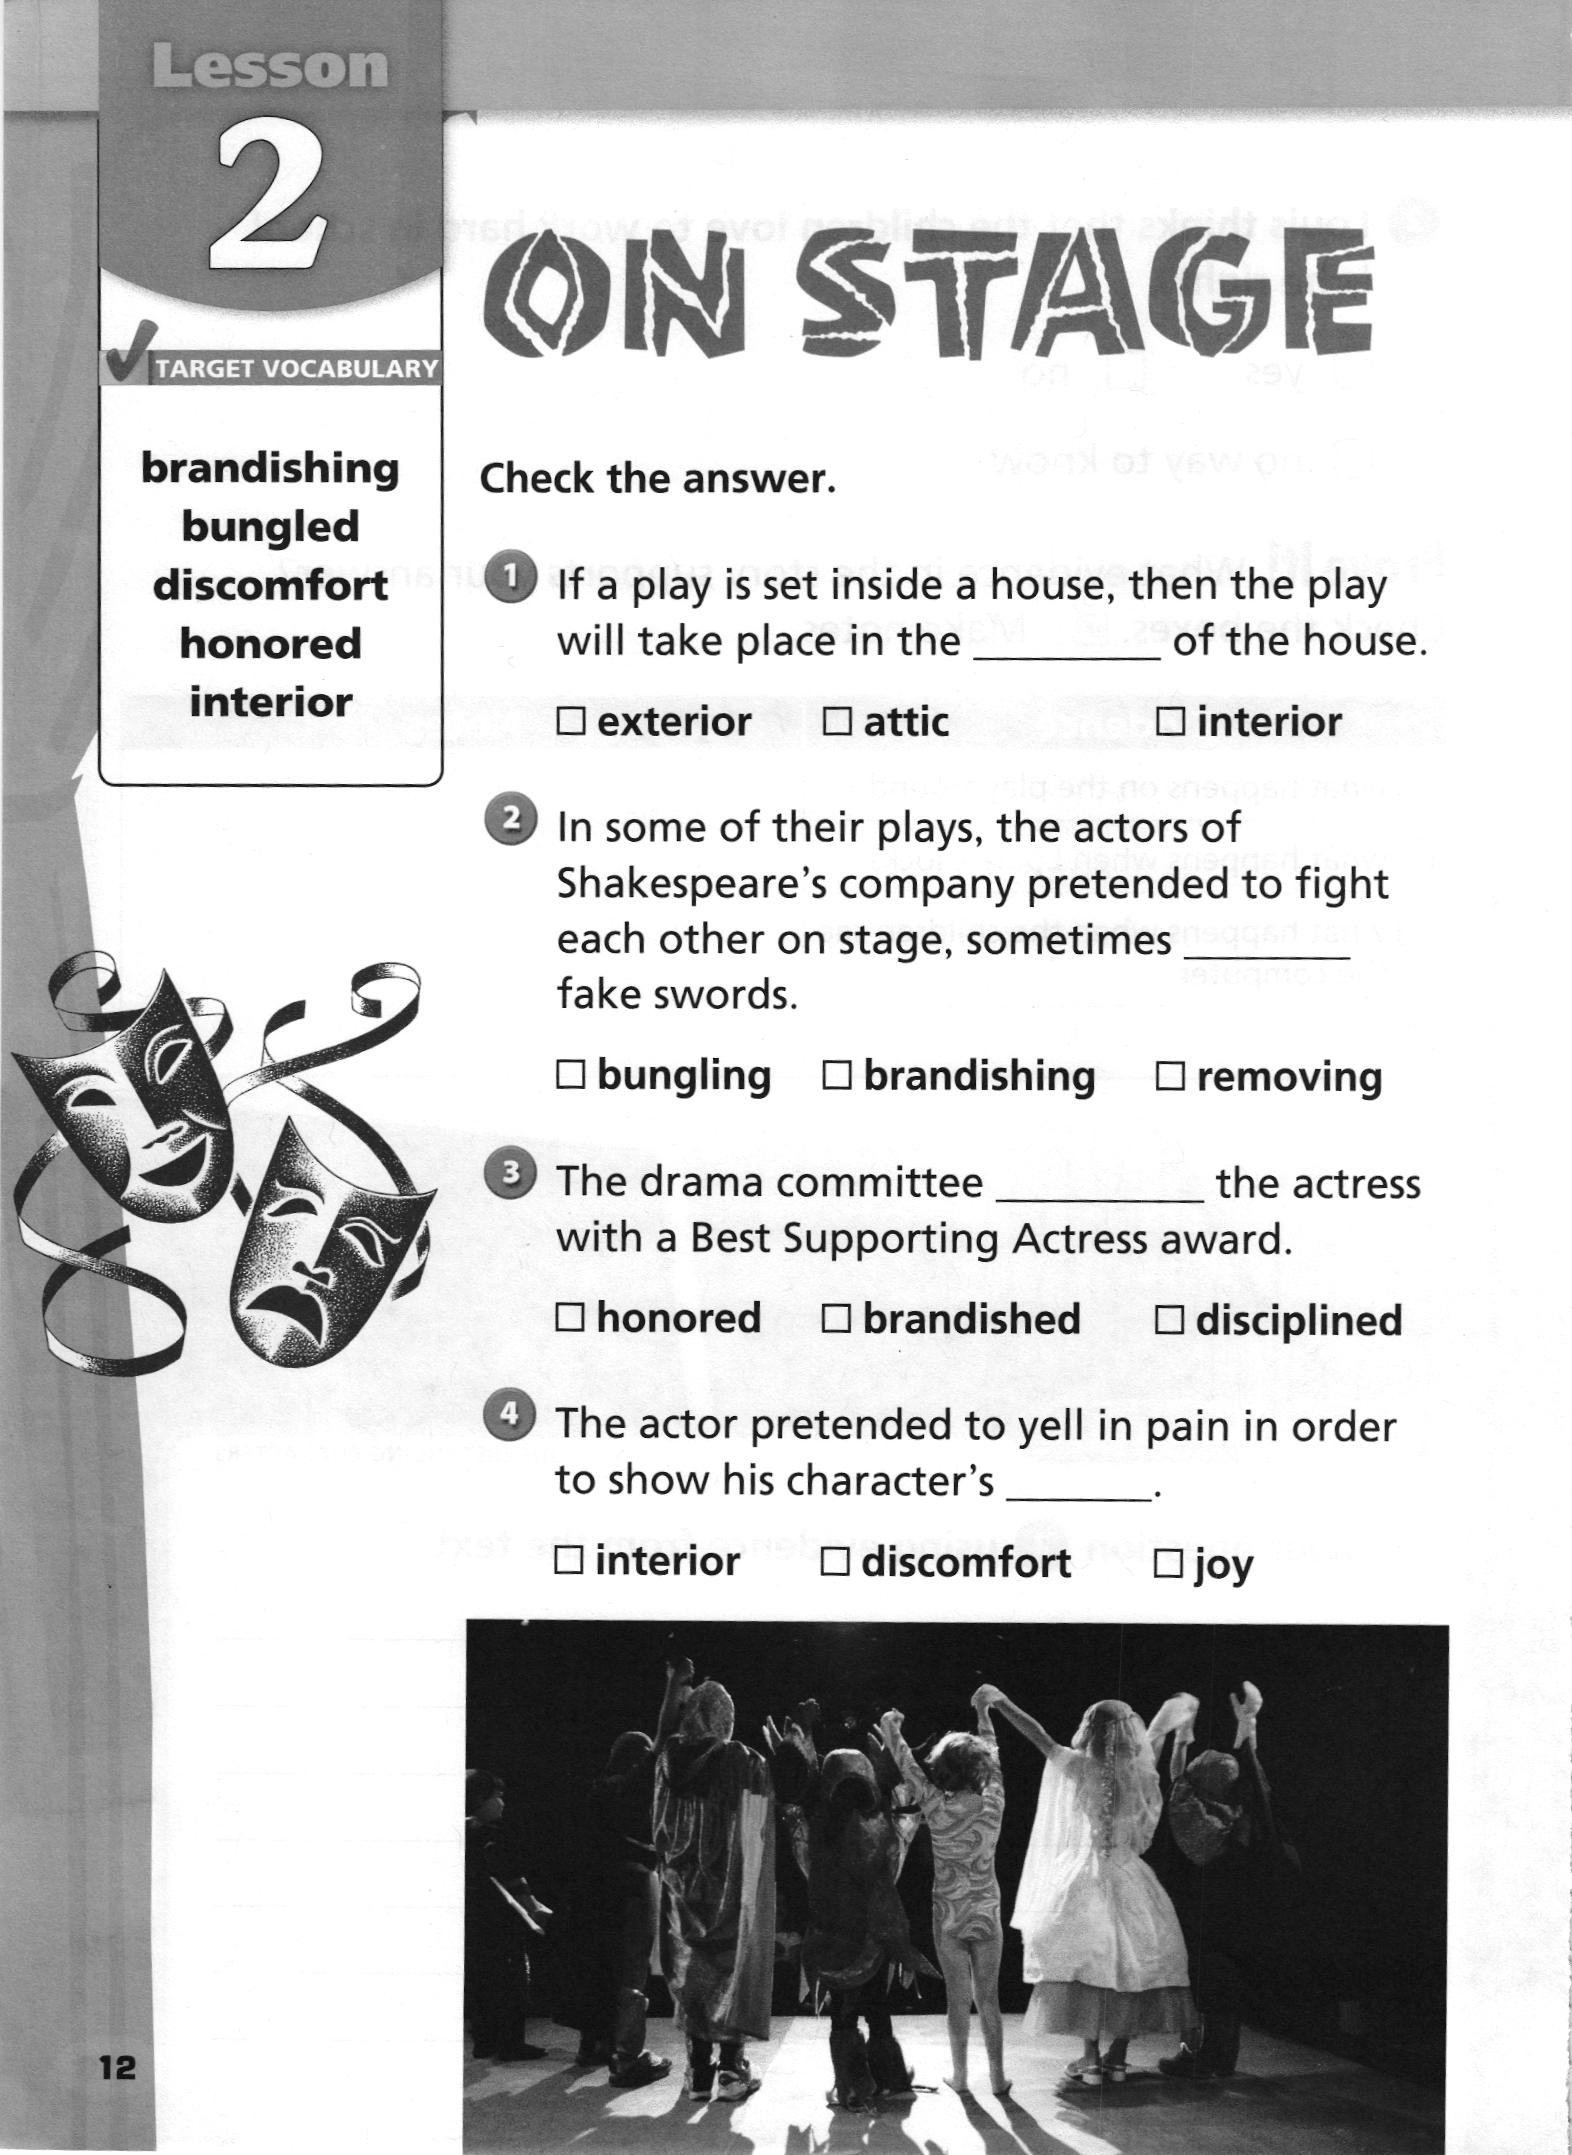 Lesson
2
TARGET VOCABULARY
brandishing
bungled
discomfort
honored
interior
ON STAGE
Check the answer.
1 If a play is set inside a house, then the play
will take place in the ________ of the house.
☐ exterior ☐ attic ☐ interior
2 In some of their plays, the actors of
Shakespeare's company pretended to fight
each other on stage, sometimes ________
fake swords.
☐ bungling ☐ brandishing ☐ removing
3 The drama committee ________ the actress
with a Best Supporting Actress award.
☐ honored ☐ brandished ☐ disciplined
4 The actor pretended to yell in pain in order
to show his character's ________.
☐ interior ☐ discomfort ☐ joy
12